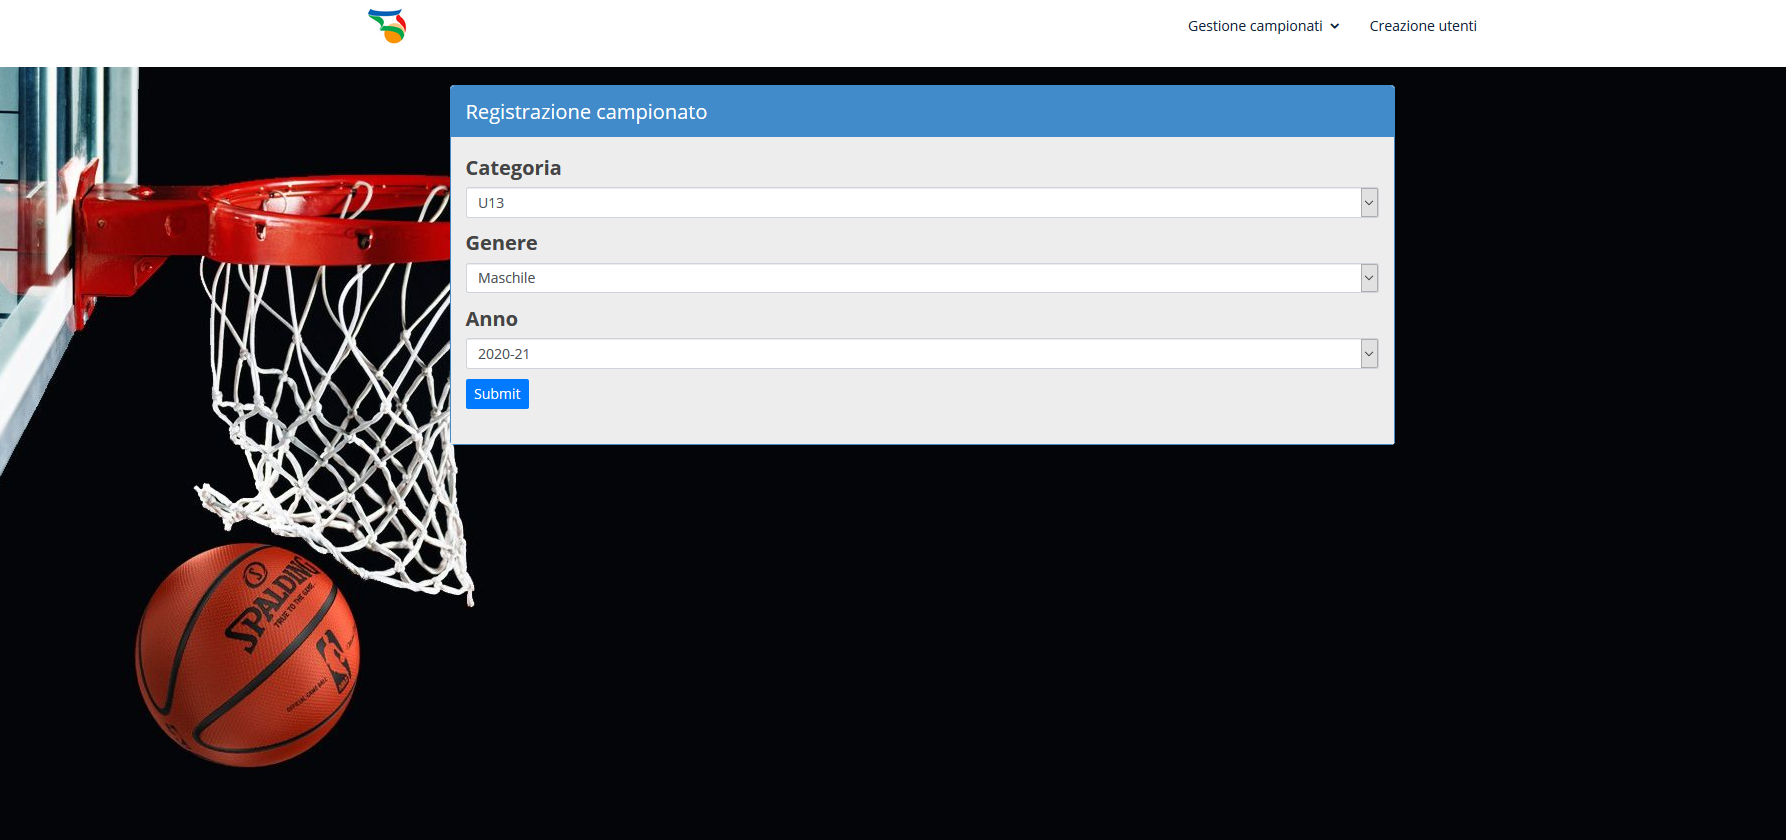 Gestione campionati
Creazione utenti
Registrazione campionato
Categoria
U13
Genere
Maschile
Anno
2020-21
Submit
S
SPALDING
TRUE TO THE GAME.
OFFICIAL GAME BALL